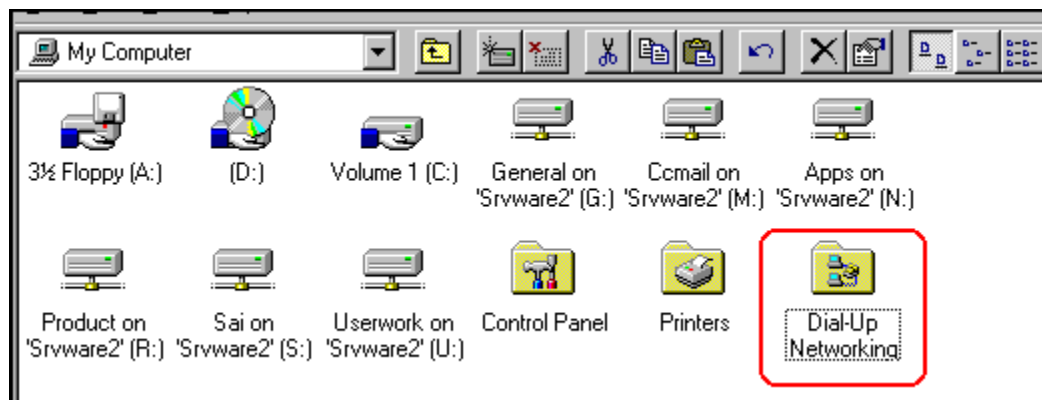 My Computer
3½ Floppy (A:)
(D:)
Volume 1 (C:)
General on
'Srvware2' (G:)
Ccmail on
'Srvware2' (M:)
Apps on
'Srvware2' (N:)
Product on
'Srvware2' (R:)
Sai on
'Srvware2' (S:)
Userwork on
'Srvware2' (U:)
Control Panel
Printers
Dial-Up
Networking